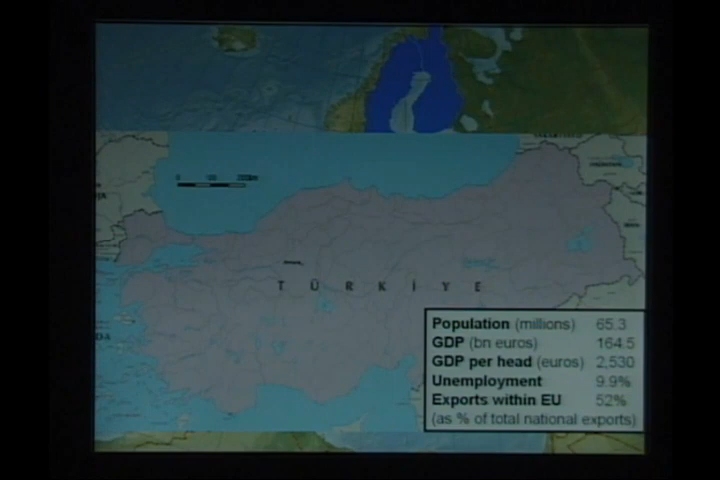 TÜRKİYE
Population (millions) 65.3
GDP (bn euros) 164.5
GDP per head (euros) 2,530
Unemployment 9.9%
Exports within EU 52%
(as % of total national exports)